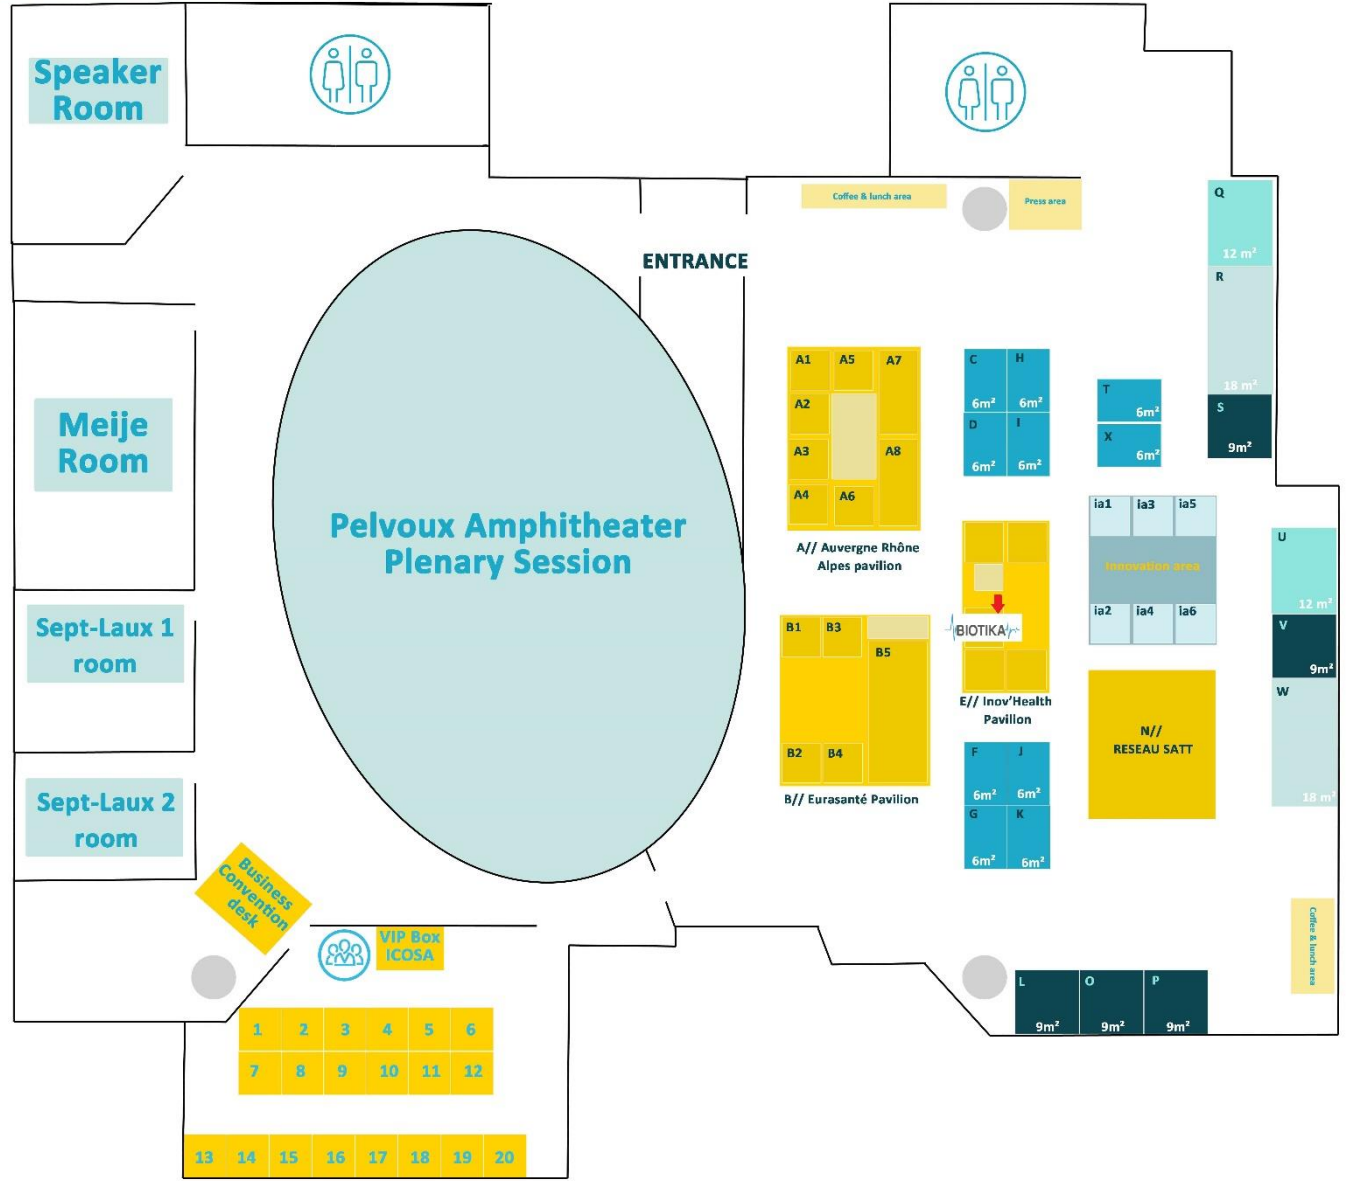 Speaker
Room
Coffee & lunch area
Press area
ENTRANCE
Q
12 m²
R
18 m²
S
9m²
A1
A5
A7
A2
A3
A8
A4
A6
A// Auvergne Rhône
Alpes pavilion
C
H
6m²
6m²
D
I
6m²
6m²
T
6m²
X
6m²
Meije
Room
Pelvoux Amphitheater
Plenary Session
ia1
ia3
ia5
Innovation area
ia2
ia4
ia6
U
12 m²
V
9m²
W
18 m²
Sept-Laux 1
room
B1
B3
B5
B2
B4
B// Eurasanté Pavilion
BIOTIKA
E// Inov'Health
Pavilion
N//
RESEAU SATT
F
J
6m²
6m²
G
K
6m²
6m²
Sept-Laux 2
room
Business
Convention
desk
VIP Box
ICOSA
Coffee & lunch area
L
O
P
9m²
9m²
9m²
1
2
3
4
5
6
7
8
9
10
11
12
13
14
15
16
17
18
19
20